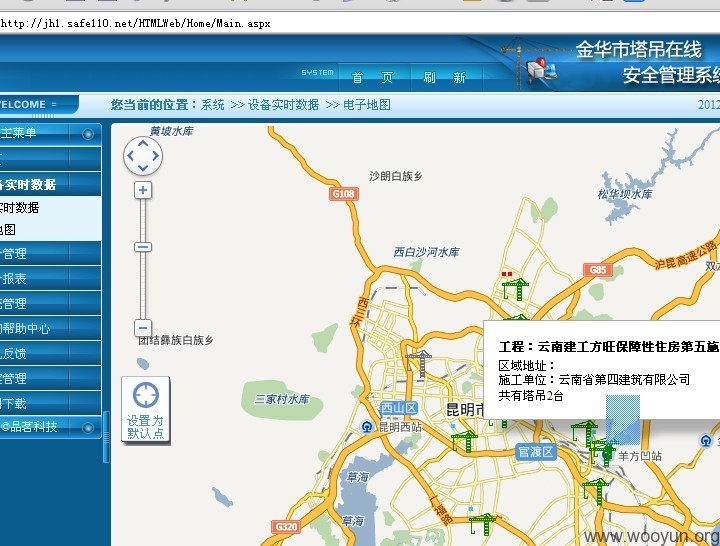 http://jh1.safe110.net/HTMLWeb/Home/Main.aspx
金华市塔吊在线
安全管理系统
SYSTEM
首 页
刷 新
WELCOME =
您当前的位置：系统 >> 设备实时数据 >> 电子地图
2012
主菜单
实时数据
实时数据
地图
管理
报表
管理
帮助中心
反馈
管理
下载
©品茗科技
黄坡水库
沙朗白族乡
G108
松华坝水库
西白沙河水库
G85
沪昆高速公路
双
西三环
团结彝族白族乡
设置为
默认点
三家村水库
西山区
昆明市
昆明西站
官渡区
羊方凹站
草海
草海
广福路
G320
工程：云南建工方旺保障性住房第五施
区域地址：
施工单位：云南省第四建筑有限公司
共有塔吊2台
www.wooyun.org